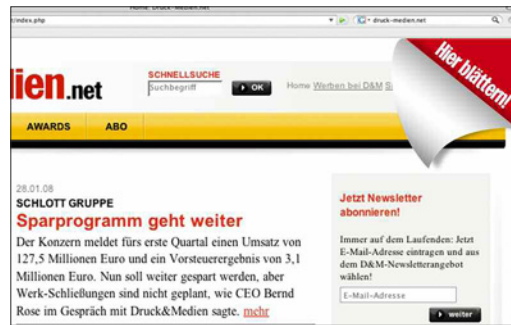 Home: Druck-Medien.net
/index.php
druck-medien.net
ien.net
SCHNELLSUCHE
Suchbegriff
OK
Home Werben bei D&M
Hier blättern!
AWARDS ABO
28.01.08
SCHLOTT GRUPPE
Sparprogramm geht weiter
Der Konzern meldet fürs erste Quartal einen Umsatz von
127,5 Millionen Euro und ein Vorsteuerergebnis von 3,1
Millionen Euro. Nun soll weiter gespart werden, aber
Werk-Schließungen sind nicht geplant, wie CEO Bernd
Rose im Gespräch mit Druck&Medien sagte. mehr
Jetzt Newsletter
abonnieren!
Immer auf dem Laufenden: Jetzt
E-Mail-Adresse eintragen und aus
dem D&M-Newsletterangebot
wählen!
E-Mail-Adresse
weiter